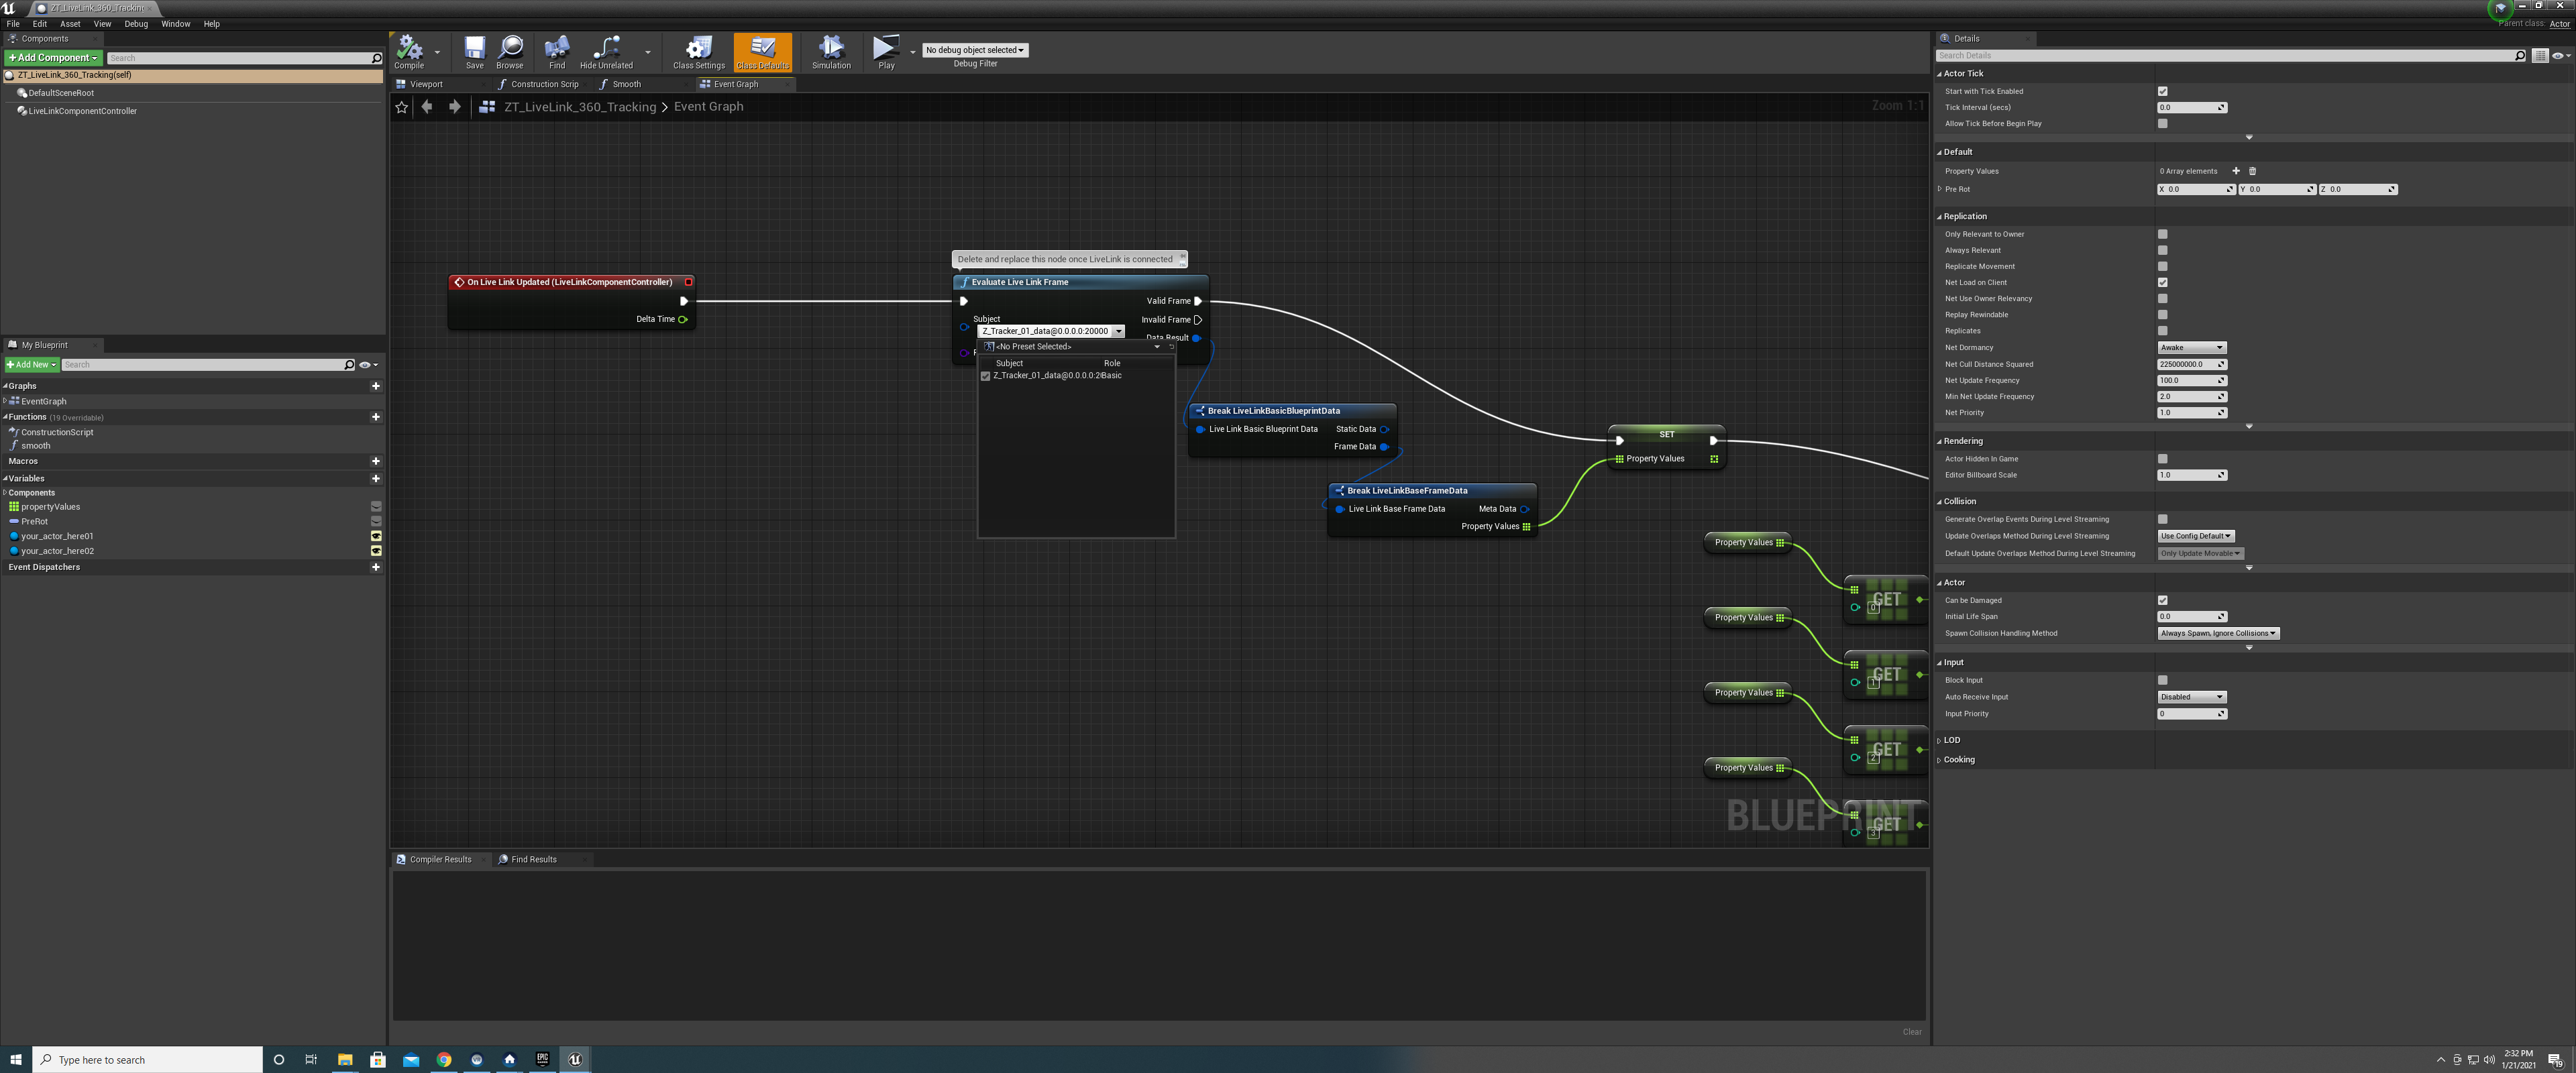 ZT_LiveLink_360_Tracking
File Edit Asset View Debug Window Help
Parent class: Actor
Components
+Add Component
Search
ZT_LiveLink_360_Tracking(self)
DefaultSceneRoot
LiveLinkComponentController
My Blueprint
+Add New
Search
Graphs
EventGraph
Functions (19 Overridable)
ConstructionScript
smooth
Macros
Variables
Components
propertyValues
PreRot
your_actor_here01
your_actor_here02
Event Dispatchers
Compile
Save
Browse
Find
Hide Unrelated
Class Settings
Class Defaults
Simulation
Play
No debug object selected
Debug Filter
Viewport
Construction Scrip
Smooth
Event Graph
ZT_LiveLink_360_Tracking > Event Graph
Zoom 1:1
Delete and replace this node once LiveLink is connected
On Live Link Updated (LiveLinkComponentController)
Delta Time
Evaluate Live Link Frame
Valid Frame
Subject
Invalid Frame
Z_Tracker_01_data@0.0.0.0:20000
Data Result
<No Preset Selected>
Subject Role
Z_Tracker_01_data@0.0.0.0:2 Basic
Break LiveLinkBasicBlueprintData
Live Link Basic Blueprint Data
Static Data
Frame Data
Break LiveLinkBaseFrameData
Live Link Base Frame Data
Meta Data
Property Values
SET
Property Values
Property Values
GET
0
Property Values
GET
1
Property Values
GET
2
Property Values
GET
3
BLUEPRINT
Compiler Results
Find Results
Clear
Details
Search Details
Actor Tick
Start with Tick Enabled
Tick Interval (secs) 0.0
Allow Tick Before Begin Play
Default
Property Values 0 Array elements
Pre Rot X 0.0 Y 0.0 Z 0.0
Replication
Only Relevant to Owner
Always Relevant
Replicate Movement
Net Load on Client
Net Use Owner Relevancy
Replay Rewindable
Replicates
Net Dormancy Awake
Net Cull Distance Squared 225000000.0
Net Update Frequency 100.0
Min Net Update Frequency 2.0
Net Priority 1.0
Rendering
Actor Hidden In Game
Editor Billboard Scale 1.0
Collision
Generate Overlap Events During Level Streaming
Update Overlaps Method During Level Streaming Use Config Default
Default Update Overlaps Method During Level Streaming Only Update Movable
Actor
Can be Damaged
Initial Life Span 0.0
Spawn Collision Handling Method Always Spawn, Ignore Collisions
Input
Block Input
Auto Receive Input Disabled
Input Priority 0
LOD
Cooking
Type here to search
EPIC
2:32 PM
1/21/2021
19